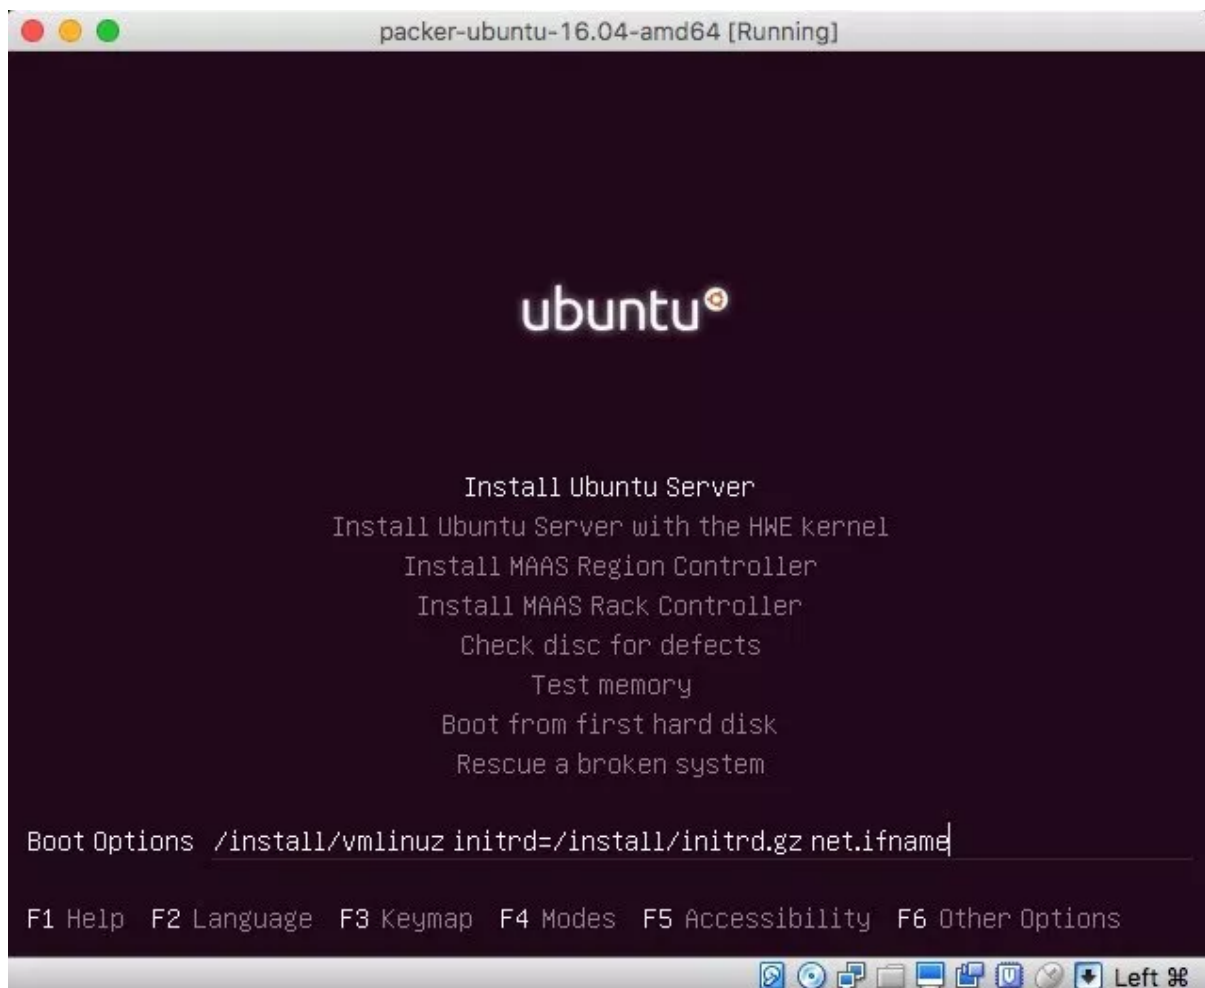 packer-ubuntu-16.04-amd64 [Running]
ubuntu
Install Ubuntu Server
Install Ubuntu Server with the HWE kernel
Install MAAS Region Controller
Install MAAS Rack Controller
Check disc for defects
Test memory
Boot from first hard disk
Rescue a broken system
Boot Options /install/vmlinuz initrd=/install/initrd.gz net.ifname
F1 Help F2 Language F3 Keymap F4 Modes F5 Accessibility F6 Other Options
Left ⌘